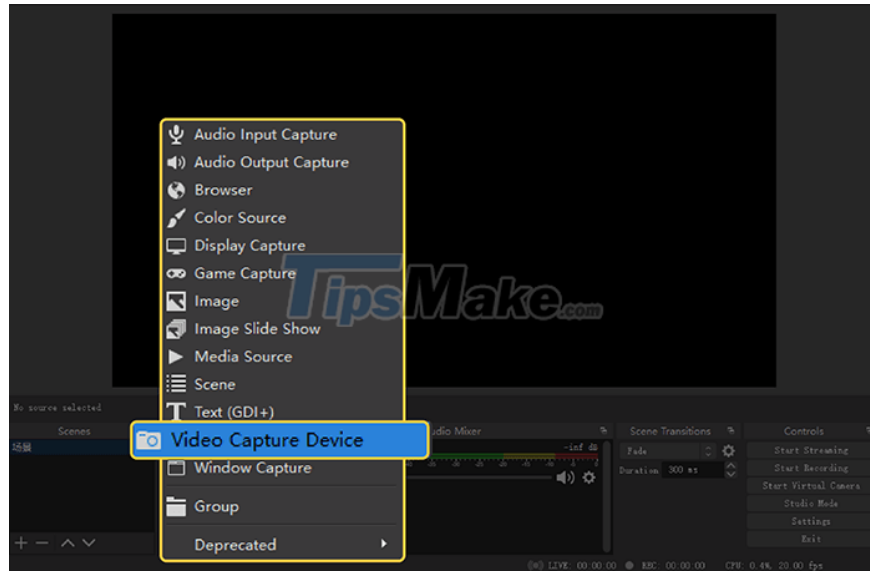 Audio Input Capture
Audio Output Capture
Browser
Color Source
Display Capture
Game Capture
Image
Image Slide Show
Media Source
Scene
Text (GDI+)
Video Capture Device
Window Capture
Group
Deprecated
TipsMake.com
No source selected
Scenes
场景
udio Mixer
-inf dB
Scene Transitions
Fade
Duration 300 ms
Controls
Start Streaming
Start Recording
Start Virtual Camera
Studio Mode
Settings
Exit
LIVE: 00:00:00 REC: 00:00:00 CPU: 0.4%, 20.00 fps